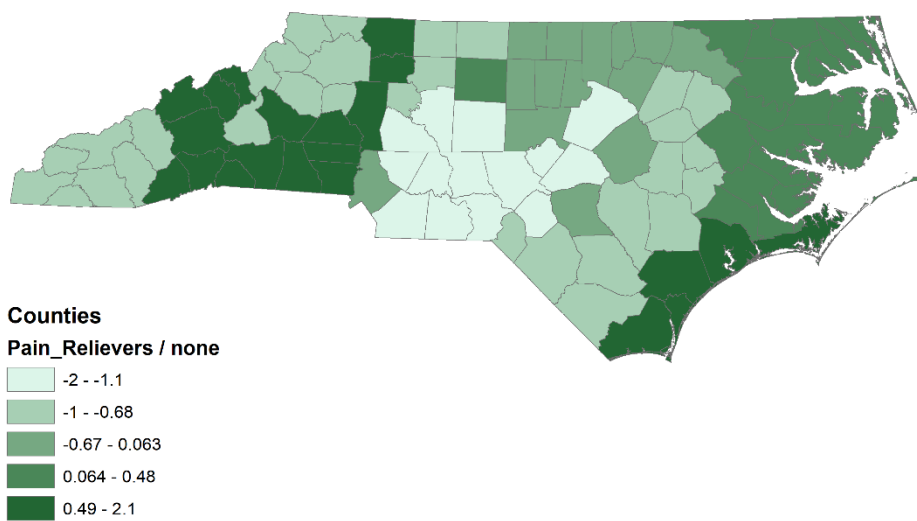 Counties
Pain_Relievers / none
-2 - -1.1
-1 - -0.68
-0.67 - 0.063
0.064 - 0.48
0.49 - 2.1